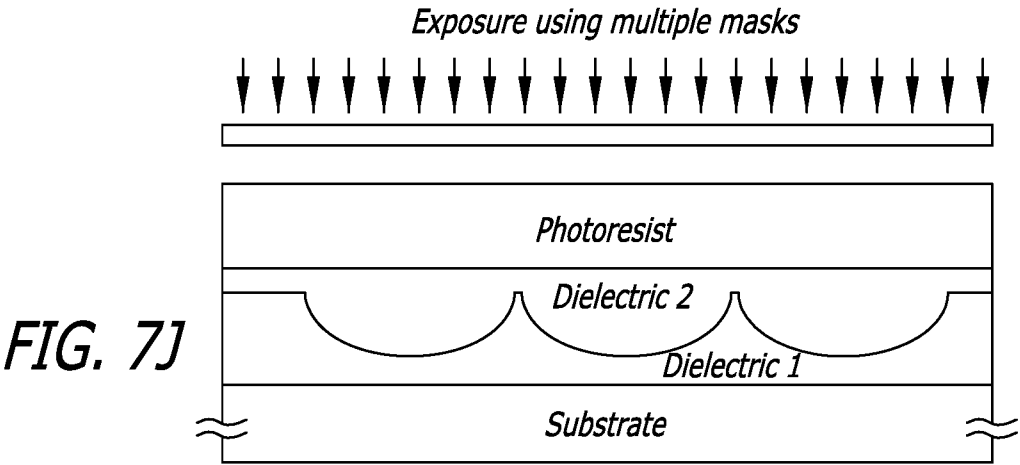 Exposure using multiple masks
Photoresist
Dielectric 2
FIG. 7J
Dielectric 1
Substrate